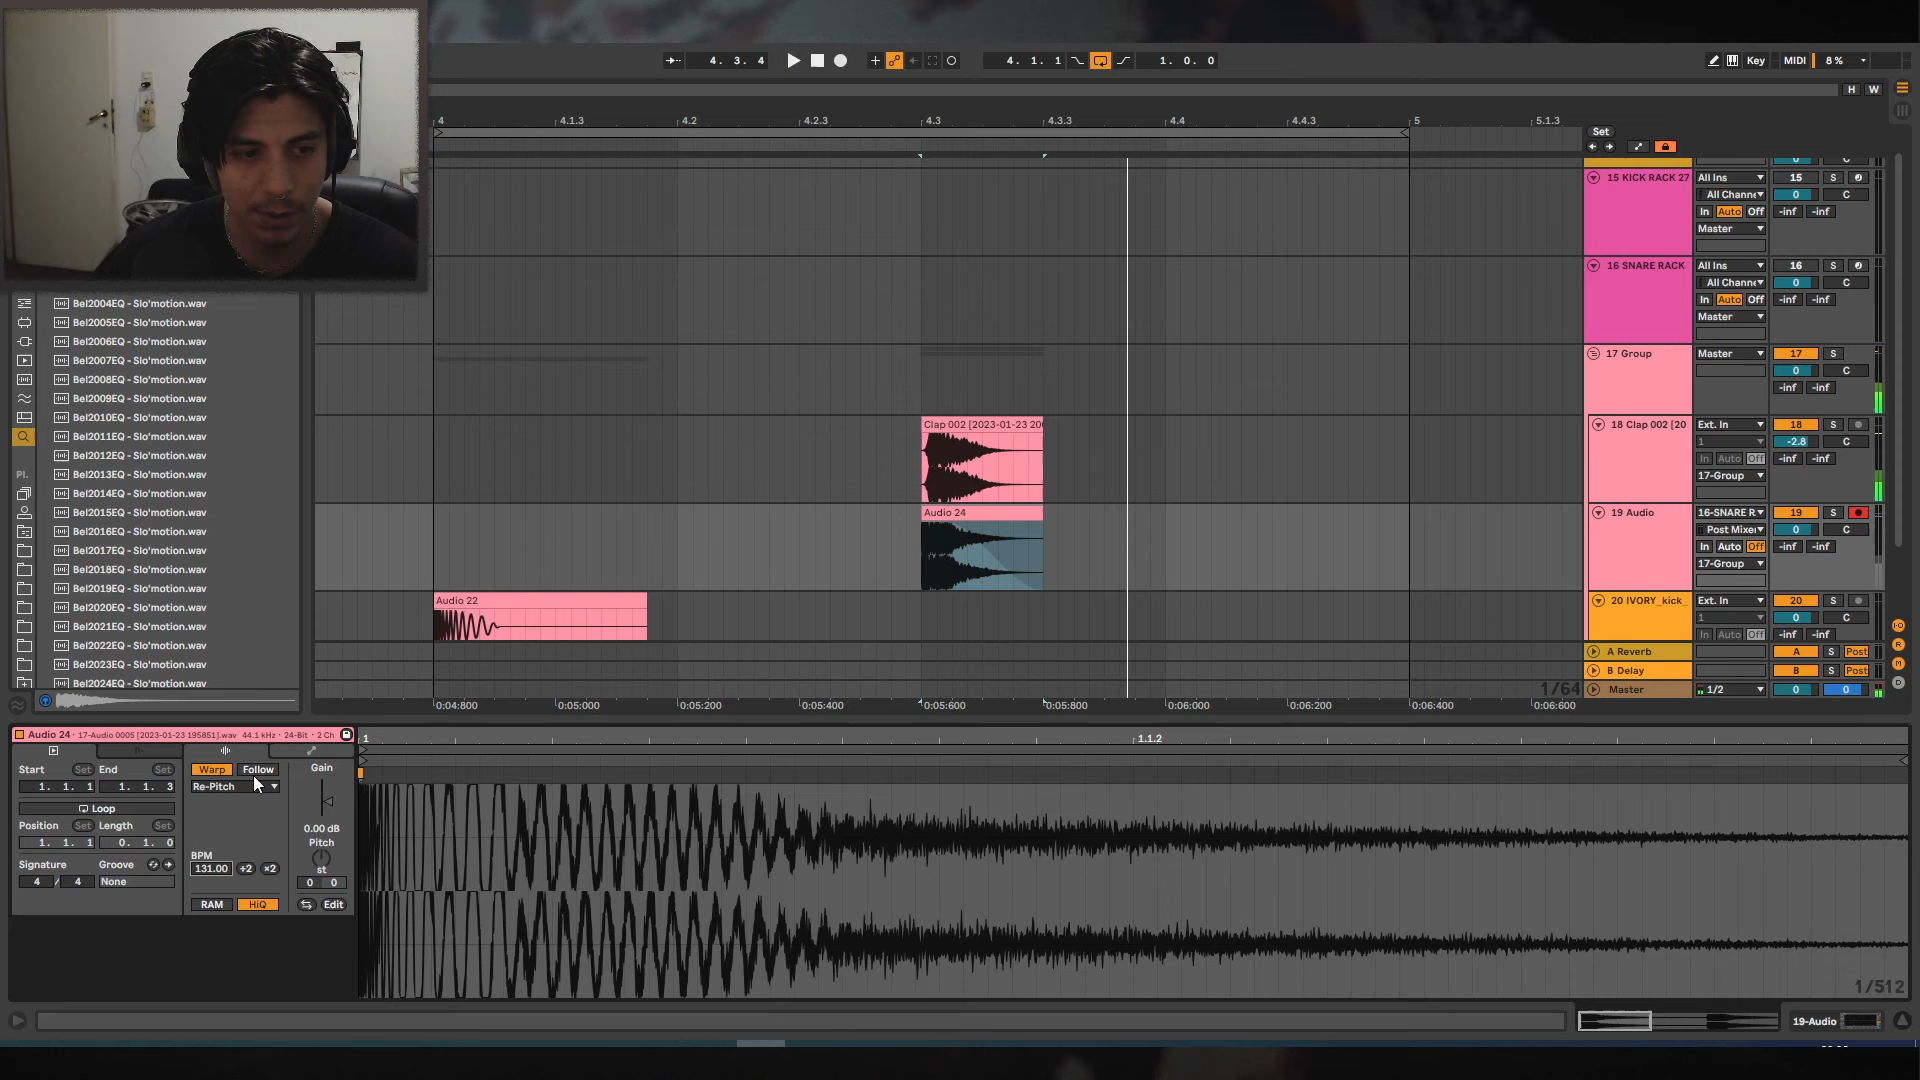 4. 3. 4
4. 1. 1
1. 0. 0
Key
MIDI
8 %
H W
4 4.1.3 4.2 4.2.3 4.3 4.3.3 4.4 4.4.3 5 5.1.3
Set
15 KICK RACK 27
All Ins
15
S
0
C
In Auto Off
-inf -inf
Master
16 SNARE RACK
All Ins
16
S
0
C
In Auto Off
-inf -inf
Master
17 Group
Master
17
S
0
C
-inf -inf
Clap 002 [2023-01-23 20
18 Clap 002 [20
Ext. In
18
S
1
-2.8
C
In Auto Off
-inf -inf
17-Group
Audio 24
19 Audio
16-SNARE R
19
S
Post Mixe
0
C
In Auto Off
-inf -inf
17-Group
Audio 22
20 IVORY_kick_
Ext. In
20
S
1
0
C
In Auto Off
-inf -inf
A Reverb
A
S
Post
B Delay
B
S
Post
1/64
Master
1/2
0
0
0:04:800 0:05:000 0:05:200 0:05:400 0:05:600 0:05:800 0:06:000 0:06:200 0:06:400 0:06:600
Bel2004EQ - Slo'motion.wav
Bel2005EQ - Slo'motion.wav
Bel2006EQ - Slo'motion.wav
Bel2007EQ - Slo'motion.wav
Bel2008EQ - Slo'motion.wav
Bel2009EQ - Slo'motion.wav
Bel2010EQ - Slo'motion.wav
Bel2011EQ - Slo'motion.wav
Bel2012EQ - Slo'motion.wav
Bel2013EQ - Slo'motion.wav
Bel2014EQ - Slo'motion.wav
Bel2015EQ - Slo'motion.wav
Bel2016EQ - Slo'motion.wav
Bel2017EQ - Slo'motion.wav
Bel2018EQ - Slo'motion.wav
Bel2019EQ - Slo'motion.wav
Bel2020EQ - Slo'motion.wav
Bel2021EQ - Slo'motion.wav
Bel2022EQ - Slo'motion.wav
Bel2023EQ - Slo'motion.wav
Bel2024EQ - Slo'motion.wav
Pl.
Audio 24 · 17-Audio 0005 [2023-01-23 195851].wav 44.1 kHz · 24-Bit · 2 Ch
Start Set End Set
1. 1. 1 1. 1. 3
Loop
Position Set Length Set
1. 1. 1 0. 1. 0
Signature Groove
4 / 4 None
Warp Follow
Re-Pitch
BPM
131.00 ÷2 ×2
RAM HiQ
Gain
0.00 dB
Pitch
st
0 0
Edit
1 1.1.2
1/512
19-Audio